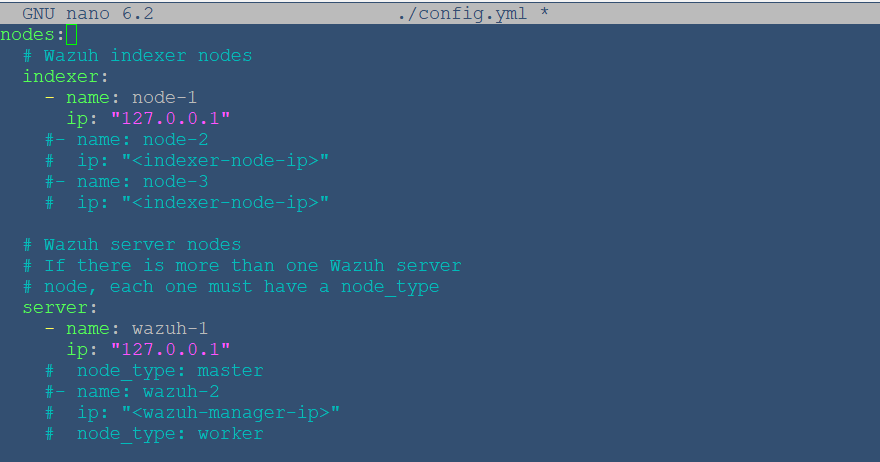 GNU nano 6.2 ./config.yml *
nodes:
  # Wazuh indexer nodes
  indexer:
    - name: node-1
      ip: "127.0.0.1"
    #- name: node-2
    #  ip: "<indexer-node-ip>"
    #- name: node-3
    #  ip: "<indexer-node-ip>"

  # Wazuh server nodes
  # If there is more than one Wazuh server
  # node, each one must have a node_type
  server:
    - name: wazuh-1
      ip: "127.0.0.1"
    #  node_type: master
    #- name: wazuh-2
    #  ip: "<wazuh-manager-ip>"
    #  node_type: worker